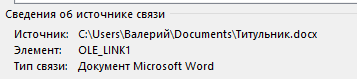 Сведения об источнике связи
Источник: C:\Users\Валерий\Documents\Титульник.docx
Элемент: OLE_LINK1
Тип связи: Документ Microsoft Word